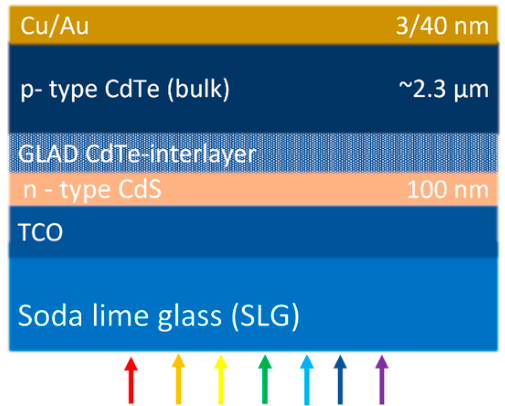 Cu/Au 3/40 nm
p- type CdTe (bulk) ~2.3 µm
GLAD CdTe-interlayer
n - type CdS 100 nm
TCO
Soda lime glass (SLG)